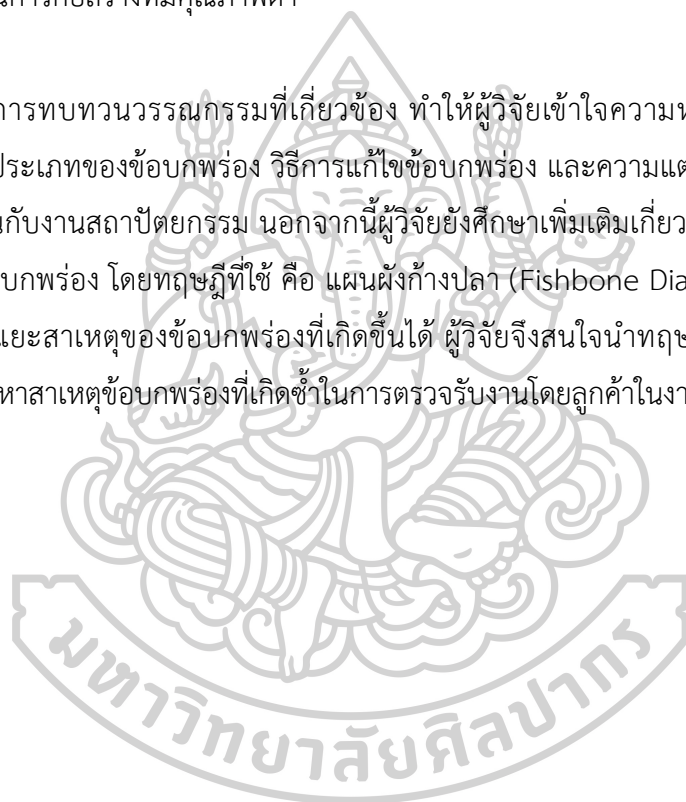 การทบทวนวรรณกรรมที่เกี่ยวข้อง ทำให้ผู้วิจัยเข้าใจความห
ประเภทของข้อบกพร่อง วิธีการแก้ไขข้อบกพร่อง และความแต
กับงานสถาปัตยกรรม นอกจากนี้ผู้วิจัยยังศึกษาเพิ่มเติมเกี่ยว
บกพร่อง โดยทฤษฎีที่ใช้ คือ แผนผังก้างปลา (Fishbone Dia
แยะสาเหตุของข้อบกพร่องที่เกิดขึ้นได้ ผู้วิจัยจึงสนใจนำทฤษ
หาสาเหตุข้อบกพร่องที่เกิดซ้ำในการตรวจรับงานโดยลูกค้าในงา
มหาวิทยาลัยศิลปากร